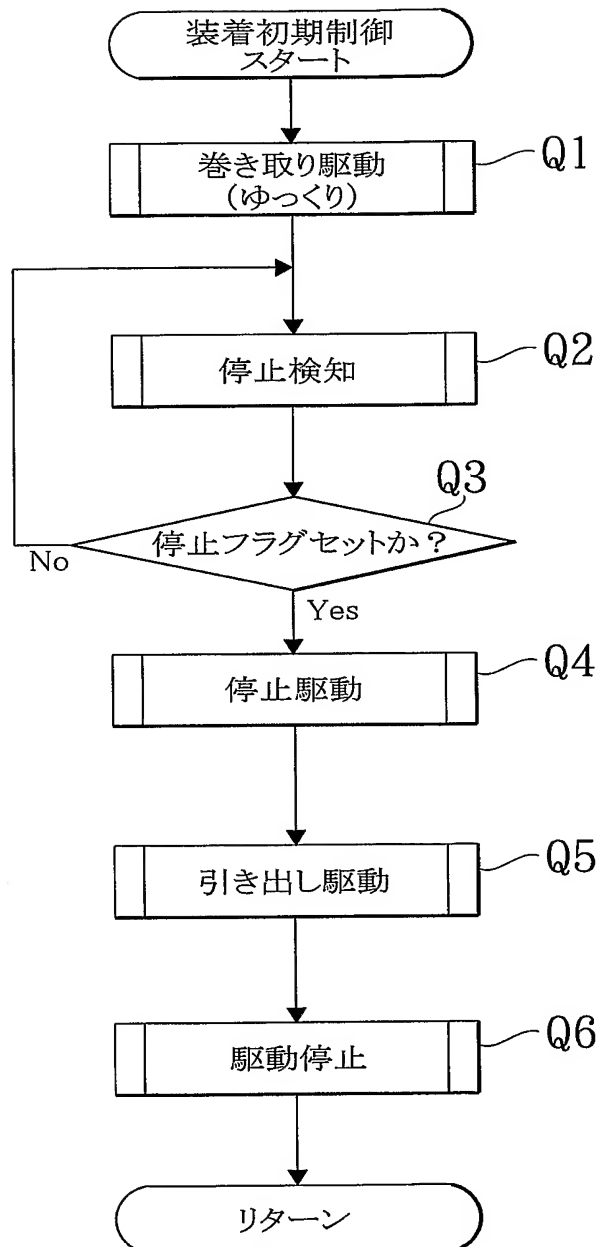 装着初期制御
スタート
巻き取り駆動
(ゆっくり)
Q1
停止検知
Q2
Q3
停止フラグセットか？
No
Yes
停止駆動
Q4
引き出し駆動
Q5
駆動停止
Q6
リターン